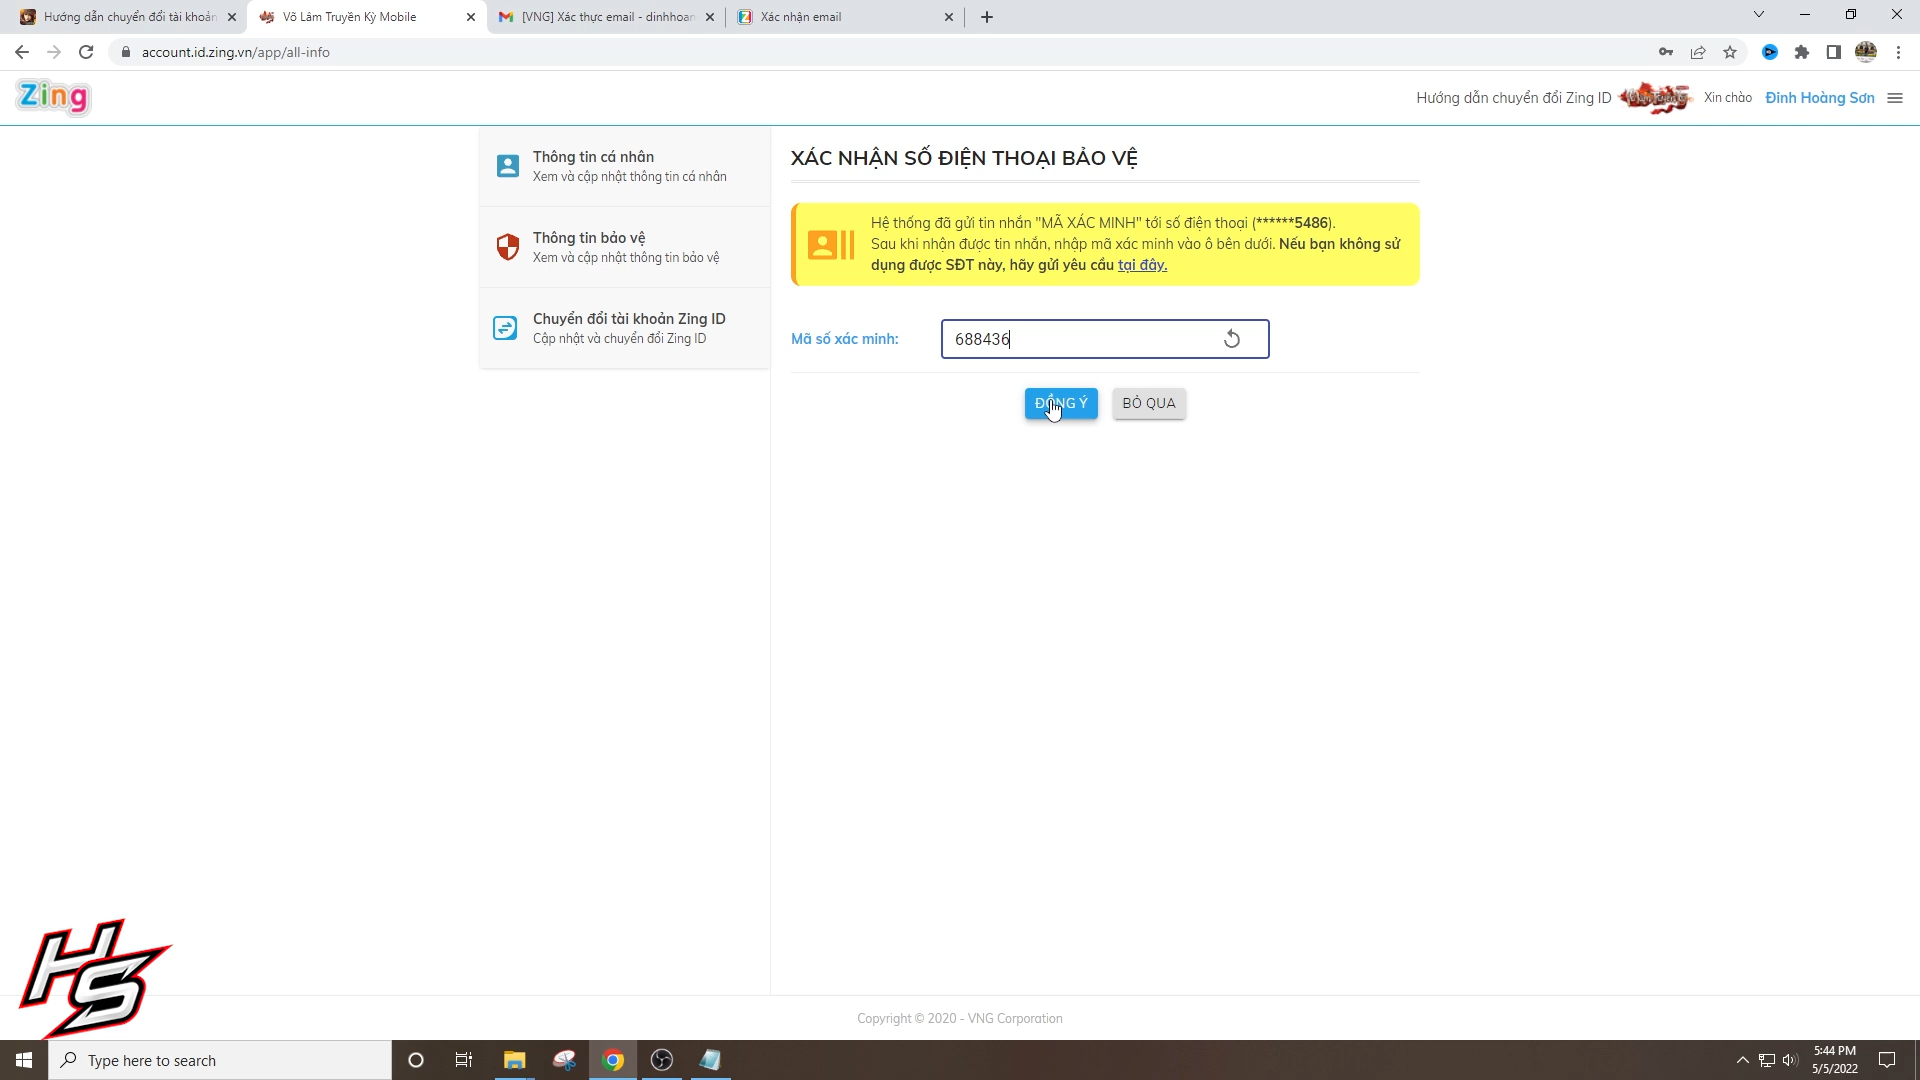 Hướng dẫn chuyển đổi tài khoản
Võ Lâm Truyền Kỳ Mobile
[VNG] Xác thực email - dinhhoan
Xác nhận email
account.id.zing.vn/app/all-info
Zing
Hướng dẫn chuyển đổi Zing ID
Xin chào
Đinh Hoàng Sơn
Thông tin cá nhân
Xem và cập nhật thông tin cá nhân
Thông tin bảo vệ
Xem và cập nhật thông tin bảo vệ
Chuyển đổi tài khoản Zing ID
Cập nhật và chuyển đổi Zing ID
XÁC NHẬN SỐ ĐIỆN THOẠI BẢO VỆ
Hệ thống đã gửi tin nhắn "MÃ XÁC MINH" tới số điện thoại (******5486).
Sau khi nhận được tin nhắn, nhập mã xác minh vào ô bên dưới. Nếu bạn không sử
dụng được SĐT này, hãy gửi yêu cầu tại đây.
Mã số xác minh:
688436
ĐỒNG Ý
BỎ QUA
HS
Copyright © 2020 - VNG Corporation
Type here to search
5:44 PM
5/5/2022